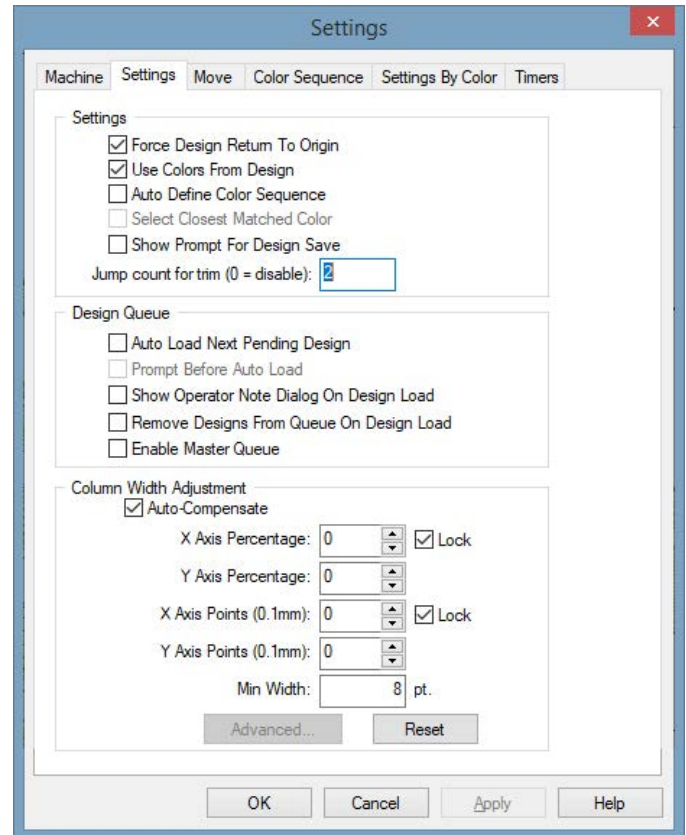 Settings
Machine Settings Move Color Sequence Settings By Color Timers
Settings
Force Design Return To Origin
Use Colors From Design
Auto Define Color Sequence
Select Closest Matched Color
Show Prompt For Design Save
Jump count for trim (0 = disable): 2
Design Queue
Auto Load Next Pending Design
Prompt Before Auto Load
Show Operator Note Dialog On Design Load
Remove Designs From Queue On Design Load
Enable Master Queue
Column Width Adjustment
Auto-Compensate
X Axis Percentage: 0 Lock
Y Axis Percentage: 0
X Axis Points (0.1mm): 0 Lock
Y Axis Points (0.1mm): 0
Min Width: 8 pt.
Advanced... Reset
OK Cancel Apply Help